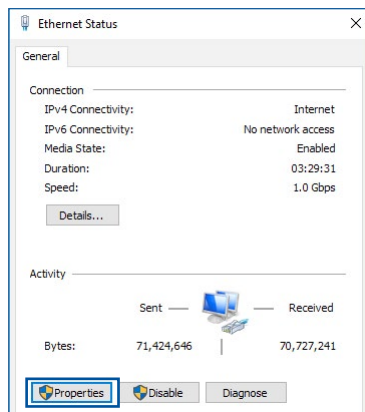 Ethernet Status
General
Connection
IPv4 Connectivity: Internet
IPv6 Connectivity: No network access
Media State: Enabled
Duration: 03:29:31
Speed: 1.0 Gbps
Details...
Activity
Sent Received
Bytes: 71,424,646 70,727,241
Properties Disable Diagnose